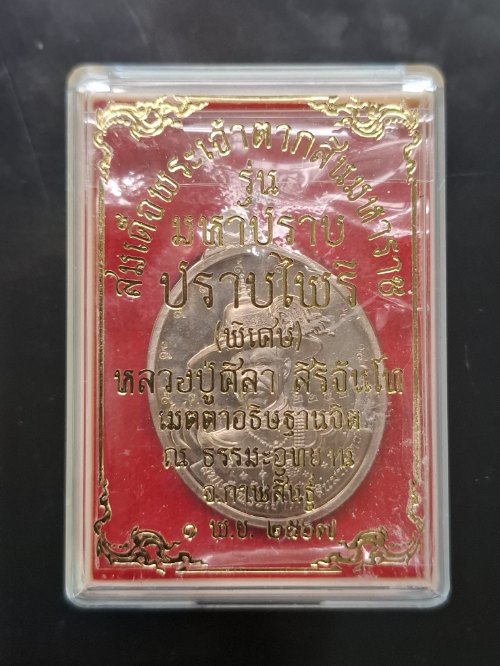 สมเด็จพระเจ้าตากสินมหาราช
รุ่น
มหาปราบ
ปราบไพรี
(พิเศษ)
หลวงปู่ศิลา สิริจันโท
เมตตาอธิษฐานจิต
ณ ธรรมะอุทยาน
จ.กาฬสินธุ์
๑ พ.ย. ๒๕๖๗